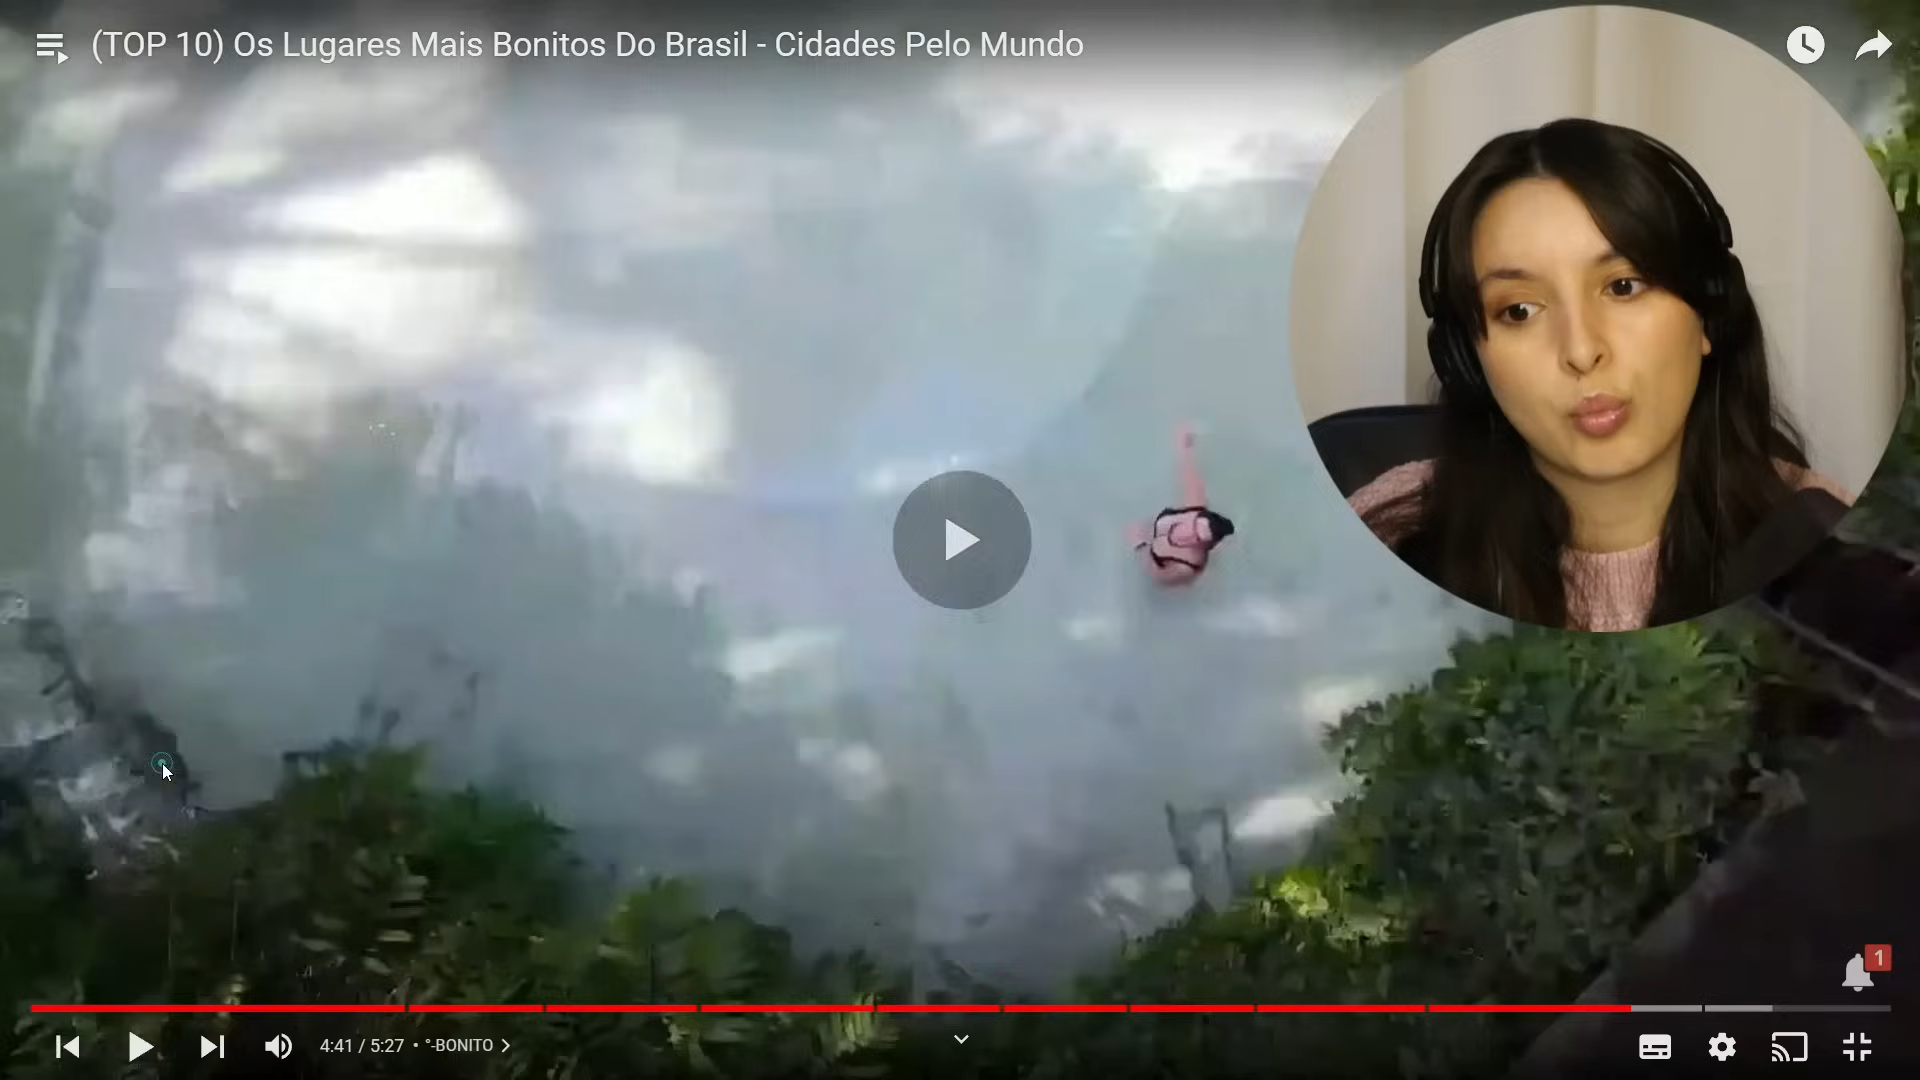 (TOP 10) Os Lugares Mais Bonitos Do Brasil - Cidades Pelo Mundo
1
4:41 / 5:27 • °-BONITO